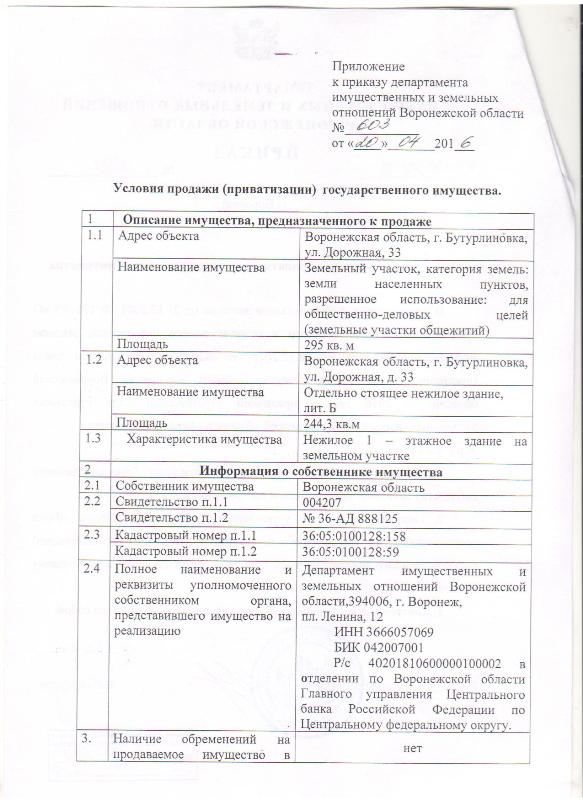 Приложение
к приказу департамента
имущественных и земельных
отношений Воронежской области
№ 603
от «20» 04 2016
Условия продажи (приватизации) государственного имущества.
1 Описание имущества, предназначенного к продаже
1.1 Адрес объекта Воронежская область, г. Бутурлиновка,
ул. Дорожная, 33
Наименование имущества Земельный участок, категория земель:
земли населенных пунктов,
разрешенное использование: для
общественно-деловых целей
(земельные участки общежитий)
Площадь 295 кв. м
1.2 Адрес объекта Воронежская область, г. Бутурлиновка,
ул. Дорожная, д. 33
Наименование имущества Отдельно стоящее нежилое здание,
лит. Б
Площадь 244,3 кв.м
1.3 Характеристика имущества Нежилое 1 – этажное здание на
земельном участке
2 Информация о собственнике имущества
2.1 Собственник имущества Воронежская область
2.2 Свидетельство п.1.1 004207
Свидетельство п.1.2 № 36-АД 888125
2.3 Кадастровый номер п.1.1 36:05:0100128:158
Кадастровый номер п.1.2 36:05:0100128:59
2.4 Полное наименование и Департамент имущественных и
реквизиты уполномоченного земельных отношений Воронежской
собственником органа, области,394006, г. Воронеж,
представившего имущество на пл. Ленина, 12
реализацию ИНН 3666057069
БИК 042007001
Р/с 40201810600000100002 в
отделении по Воронежской области
Главного управления Центрального
банка Российской Федерации по
Центральному федеральному округу.
3. Наличие обременений на нет
продаваемое имущество в